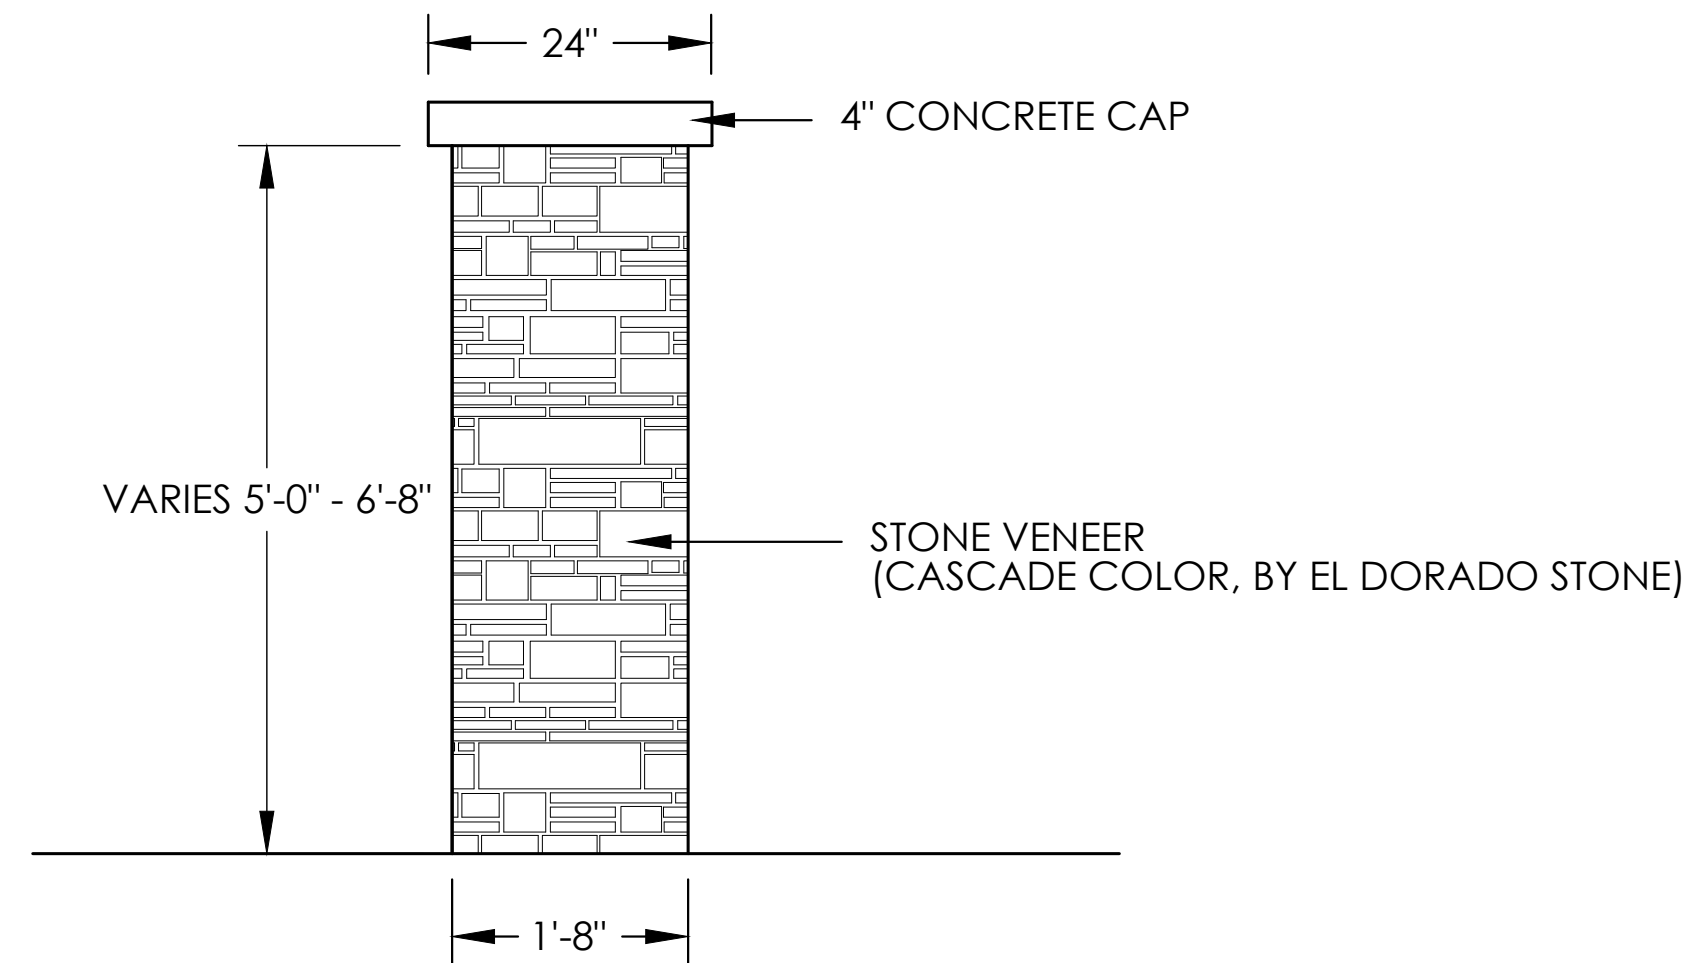 24"
4" CONCRETE CAP
VARIES 5'-0" - 6'-8"
STONE VENEER
(CASCADE COLOR, BY EL DORADO STONE)
1'-8"